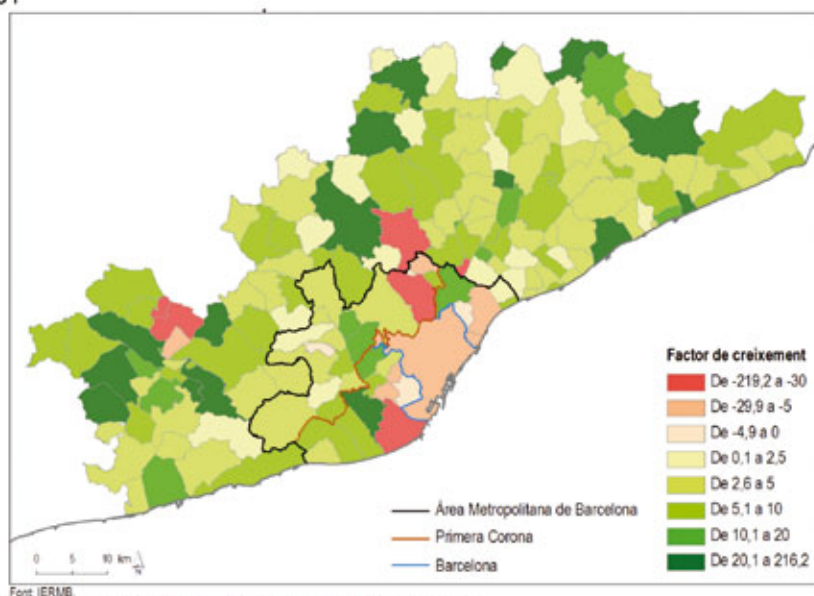 Factor de creixement
De -219,2 a -30
De -29,9 a -5
De -4,9 a 0
De 0,1 a 2,5
De 2,6 a 5
De 5,1 a 10
De 10,1 a 20
De 20,1 a 216,2
Área Metropolitana de Barcelona
Primera Corona
Barcelona
0 5 10 km
N
Font: IERMB.